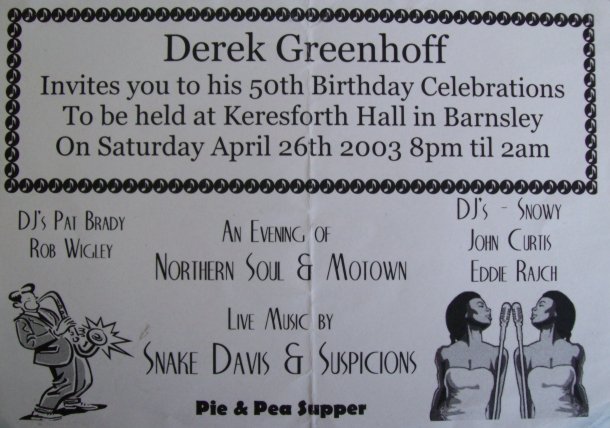 Derek Greenhoff
Invites you to his 50th Birthday Celebrations
To be held at Keresforth Hall in Barnsley
On Saturday April 26th 2003 8pm til 2am
DJ's Pat Brady
Rob Wigley
An Evening of
Northern Soul & Motown
Live Music by
Snake Davis & Suspicions
DJ's - Snowy
John Curtis
Eddie Rajch
Pie & Pea Supper